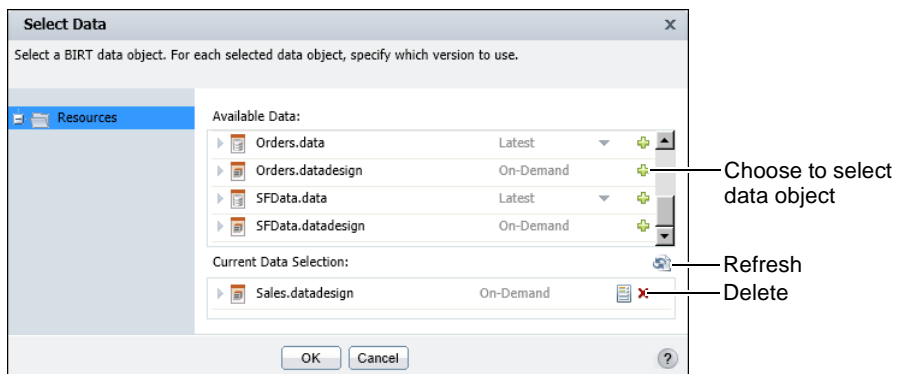 Select Data
x
Select a BIRT data object. For each selected data object, specify which version to use.
Resources
Available Data:
Orders.data Latest
Orders.datadesign On-Demand
SFData.data Latest
SFData.datadesign On-Demand
Choose to select
data object
Current Data Selection:
Refresh
Sales.datadesign On-Demand
Delete
OK Cancel ?